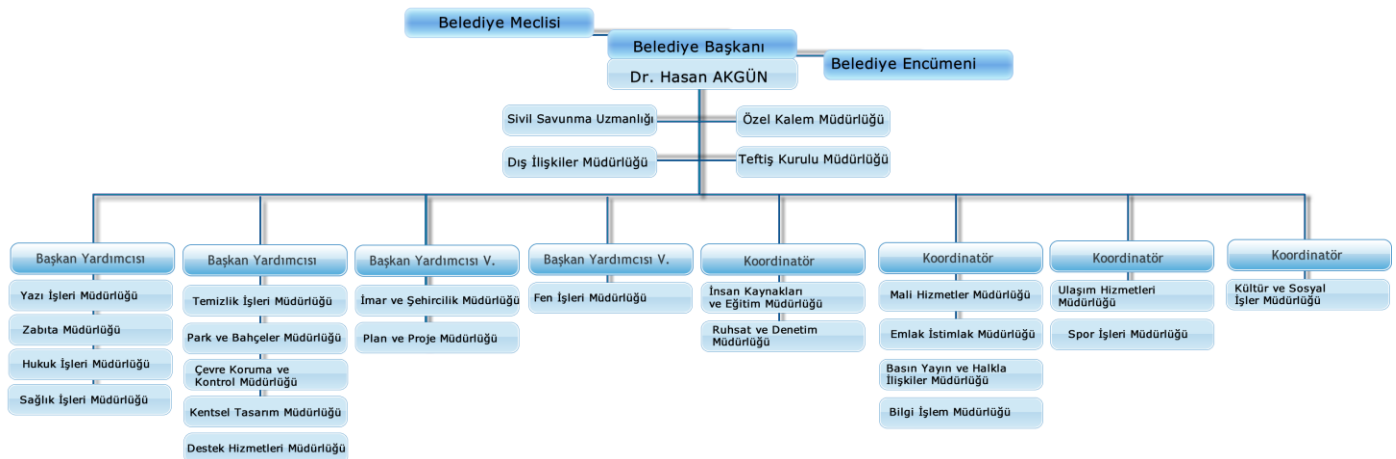 Belediye Meclisi
Belediye Başkanı
Belediye Encümeni
Dr. Hasan AKGÜN
Sivil Savunma Uzmanlığı
Özel Kalem Müdürlüğü
Dış İlişkiler Müdürlüğü
Teftiş Kurulu Müdürlüğü
Başkan Yardımcısı
Yazı İşleri Müdürlüğü
Zabıta Müdürlüğü
Hukuk İşleri Müdürlüğü
Sağlık İşleri Müdürlüğü
Başkan Yardımcısı
Temizlik İşleri Müdürlüğü
Park ve Bahçeler Müdürlüğü
Çevre Koruma ve
Kontrol Müdürlüğü
Kentsel Tasarım Müdürlüğü
Destek Hizmetleri Müdürlüğü
Başkan Yardımcısı V.
İmar ve Şehircilik Müdürlüğü
Plan ve Proje Müdürlüğü
Başkan Yardımcısı V.
Fen İşleri Müdürlüğü
Koordinatör
İnsan Kaynakları
ve Eğitim Müdürlüğü
Ruhsat ve Denetim
Müdürlüğü
Koordinatör
Mali Hizmetler Müdürlüğü
Emlak İstimlak Müdürlüğü
Basın Yayın ve Halkla
İlişkiler Müdürlüğü
Bilgi İşlem Müdürlüğü
Koordinatör
Ulaşım Hizmetleri
Müdürlüğü
Spor İşleri Müdürlüğü
Koordinatör
Kültür ve Sosyal
İşler Müdürlüğü